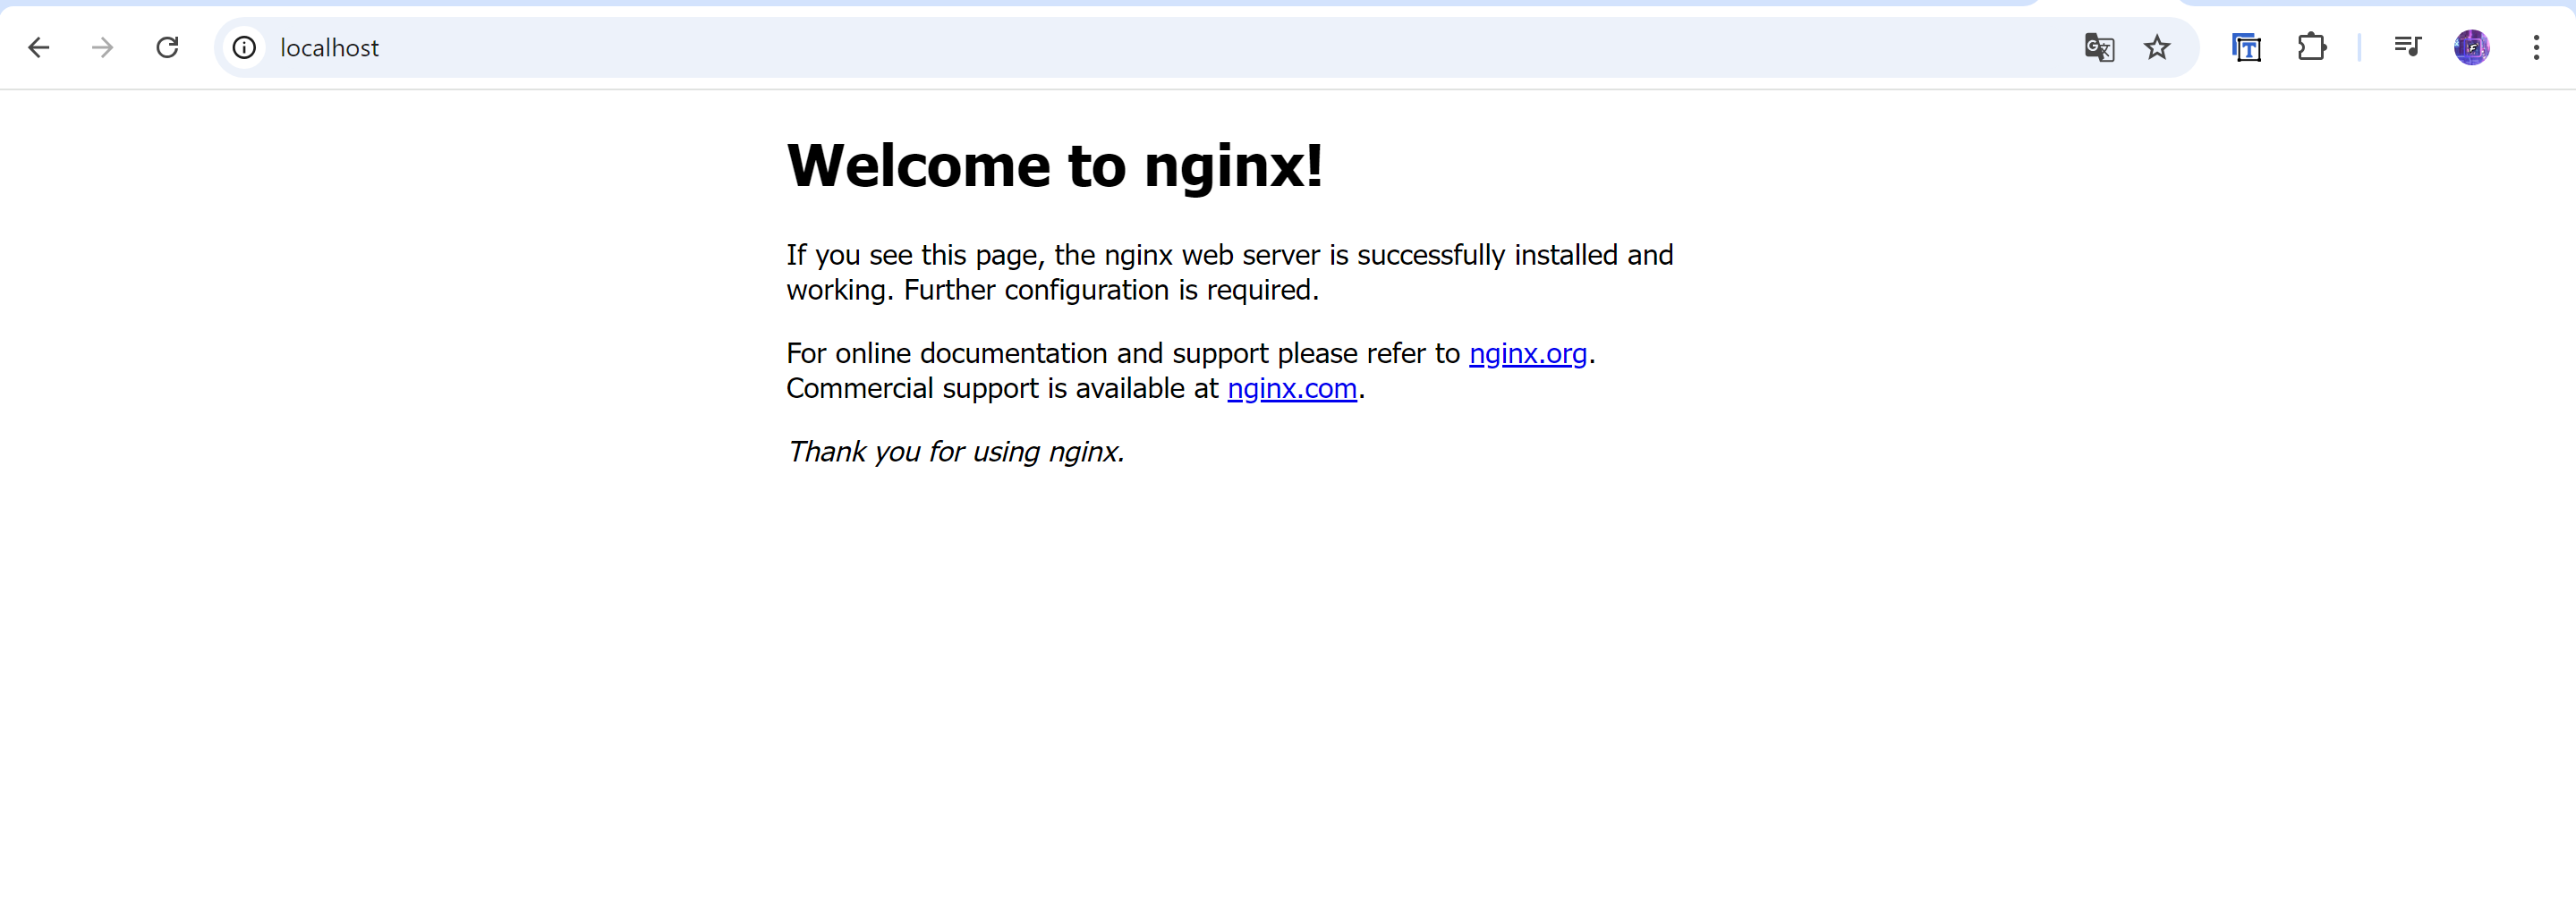 localhost
Welcome to nginx!
If you see this page, the nginx web server is successfully installed and
working. Further configuration is required.
For online documentation and support please refer to nginx.org.
Commercial support is available at nginx.com.
Thank you for using nginx.